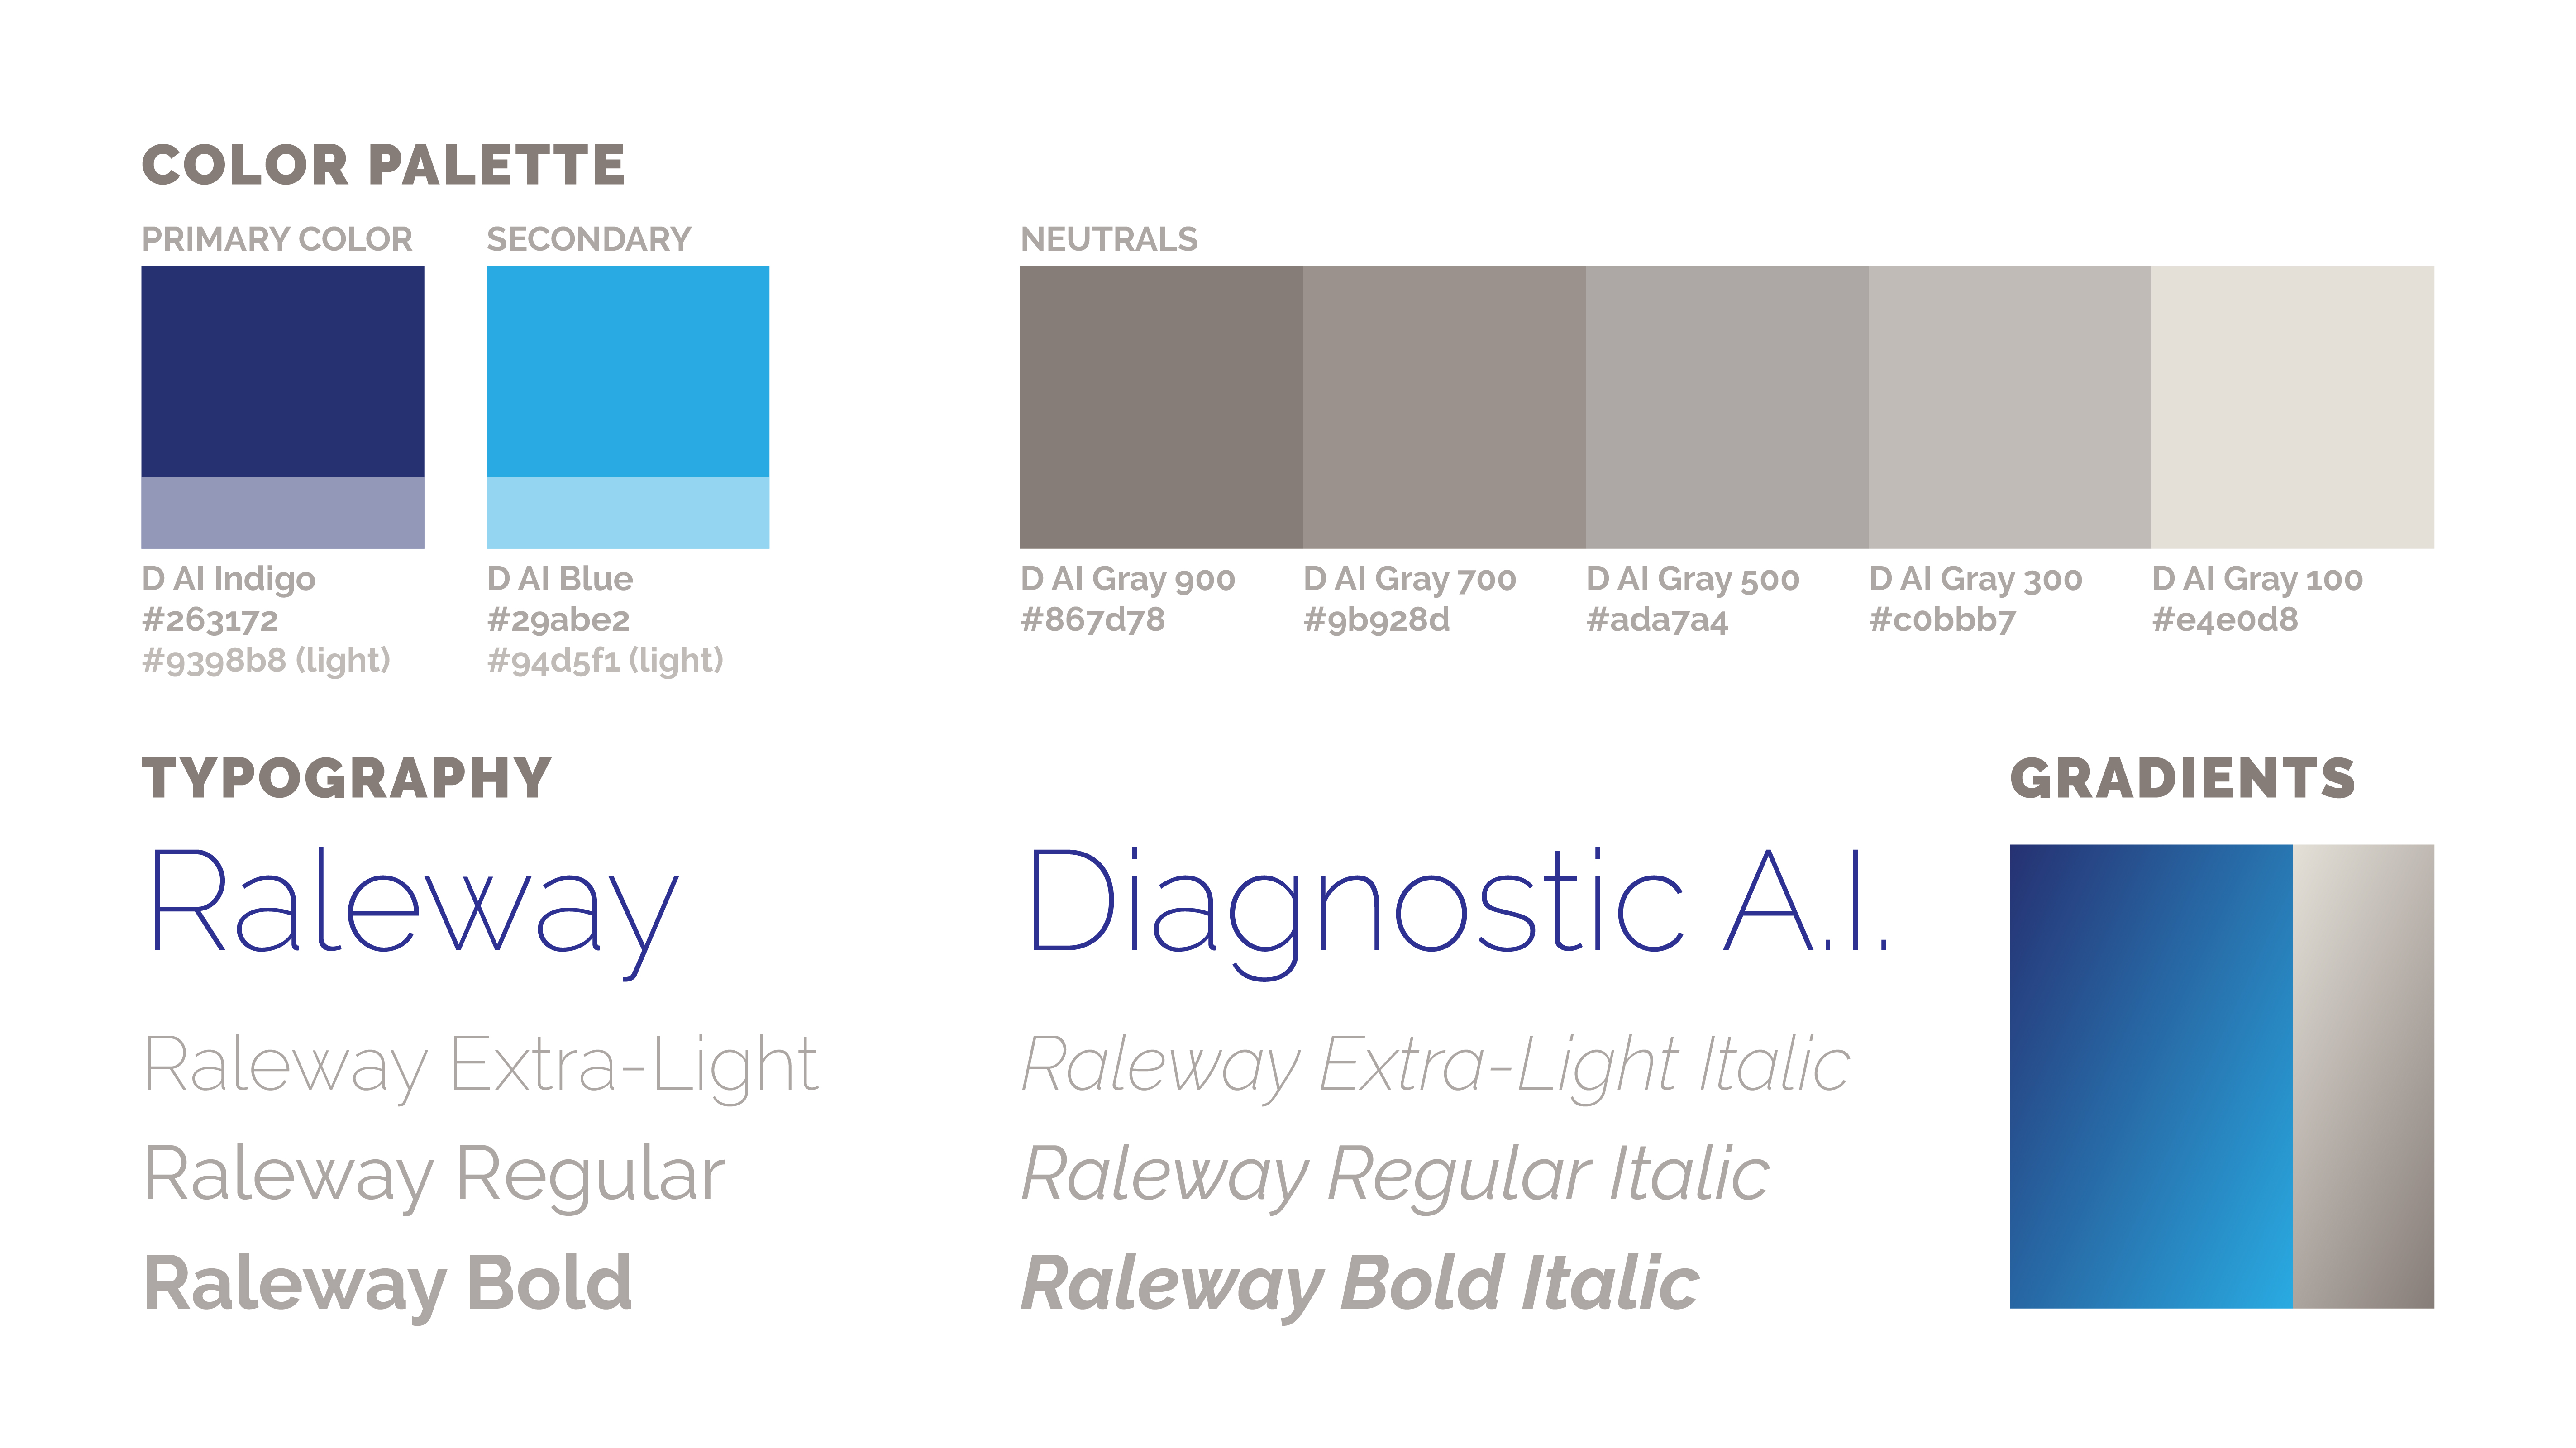 COLOR PALETTE
PRIMARY COLOR
SECONDARY
NEUTRALS
D AI Indigo
#263172
#9398b8 (light)
D AI Blue
#29abe2
#94d5f1 (light)
D AI Gray 900
#867d78
D AI Gray 700
#9b928d
D AI Gray 500
#ada7a4
D AI Gray 300
#c0bbb7
D AI Gray 100
#e4e0d8
TYPOGRAPHY
Raleway
Raleway Extra-Light
Raleway Regular
Raleway Bold
Diagnostic A.I.
Raleway Extra-Light Italic
Raleway Regular Italic
Raleway Bold Italic
GRADIENTS